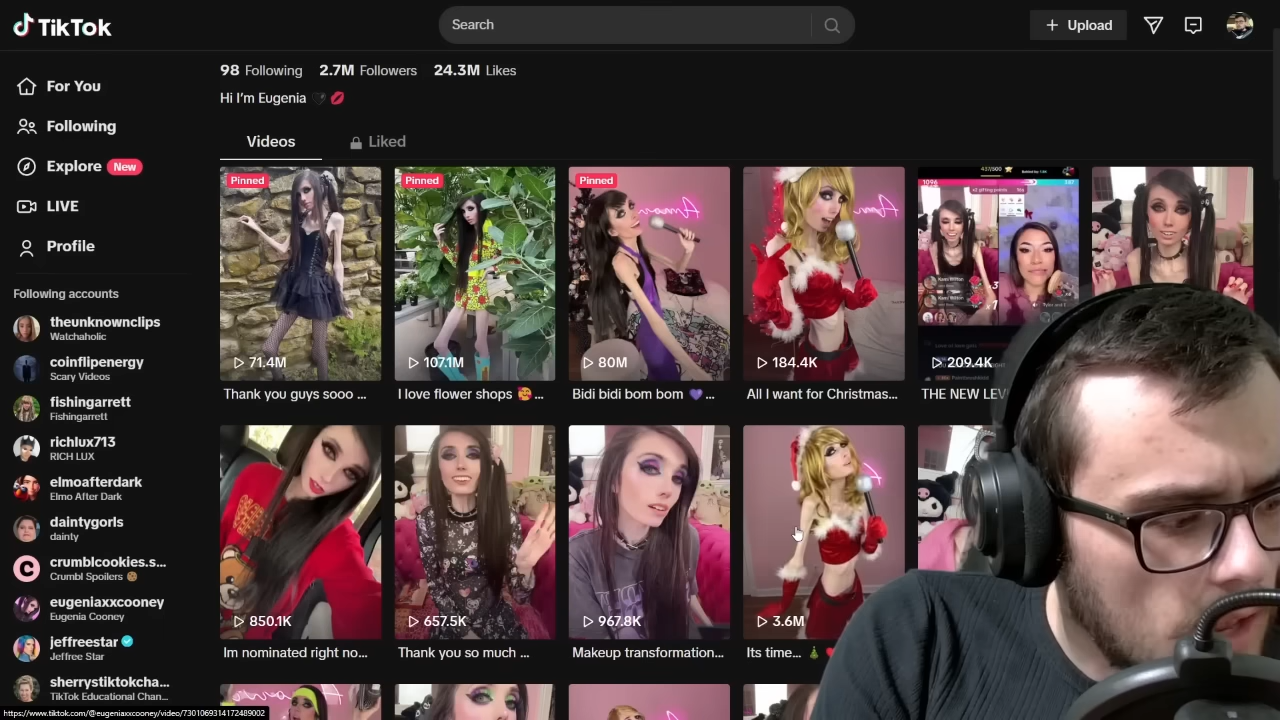 TikTok
Search
+ Upload
98 Following 2.7M Followers 24.3M Likes
Hi I'm Eugenia 🖤 💋
Videos
Liked
For You
Following
Explore New
LIVE
Profile
Following accounts
theunknownclips
Watchaholic
coinflipenergy
Scary Videos
fishingarrett
Fishingarrett
richlux713
RICH LUX
elmoafterdark
Elmo After Dark
daintygorls
dainty
crumblcookies.s...
Crumbl Spoilers 🍪
eugeniaxxcooney
Eugenia Cooney
jeffreestar
Jeffree Star
sherrystiktokcha...
TikTok Educational Chan...
Pinned
71.4M
Thank you guys sooo ...
Pinned
107.1M
I love flower shops 🥰 ...
Pinned
80M
Bidi bidi bom bom 💜 ...
184.4K
All I want for Christmas...
209.4K
THE NEW LEV
850.1K
Im nominated right no...
657.5K
Thank you so much ...
967.8K
Makeup transformation...
3.6M
Its time... 🎄
https://www.tiktok.com/@eugeniaxxcooney/video/7301069314172489002